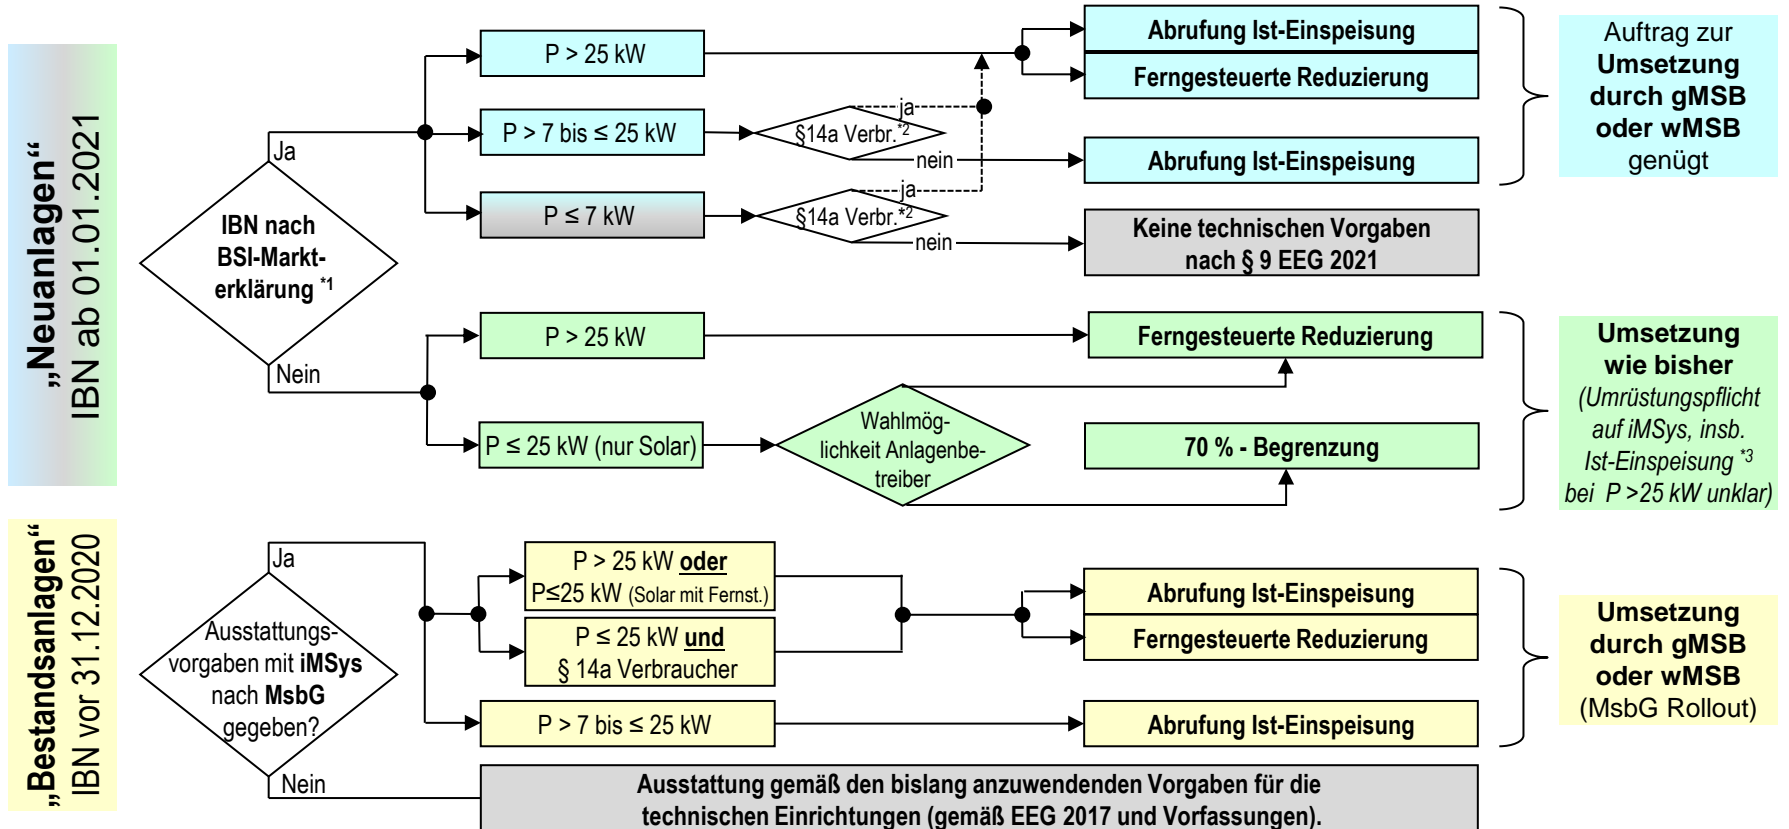 „Neuanlagen“
IBN ab 01.01.2021
IBN nach
BSI-Markt-
erklärung *1
Ja
Nein
P > 25 kW
P > 7 bis ≤ 25 kW
P ≤ 7 kW
§14a Verbr.*2
ja
nein
§14a Verbr.*2
ja
nein
Abrufung Ist-Einspeisung
Ferngesteuerte Reduzierung
Abrufung Ist-Einspeisung
Keine technischen Vorgaben
nach § 9 EEG 2021
Auftrag zur
Umsetzung
durch gMSB
oder wMSB
genügt
P > 25 kW
P ≤ 25 kW (nur Solar)
Wahlmög-
lichkeit Anlagenbe-
treiber
Ferngesteuerte Reduzierung
70 % - Begrenzung
Umsetzung
wie bisher
(Umrüstungspflicht
auf iMSys, insb.
Ist-Einspeisung *3
bei P >25 kW unklar)
„Bestandsanlagen“
IBN vor 31.12.2020
Ja
Ausstattungs-
vorgaben mit iMSys
nach MsbG
gegeben?
Nein
P > 25 kW oder
P≤25 kW (Solar mit Fernst.)
P ≤ 25 kW und
§ 14a Verbraucher
P > 7 bis ≤ 25 kW
Abrufung Ist-Einspeisung
Ferngesteuerte Reduzierung
Abrufung Ist-Einspeisung
Umsetzung
durch gMSB
oder wMSB
(MsbG Rollout)
Ausstattung gemäß den bislang anzuwendenden Vorgaben für die
technischen Einrichtungen (gemäß EEG 2017 und Vorfassungen).